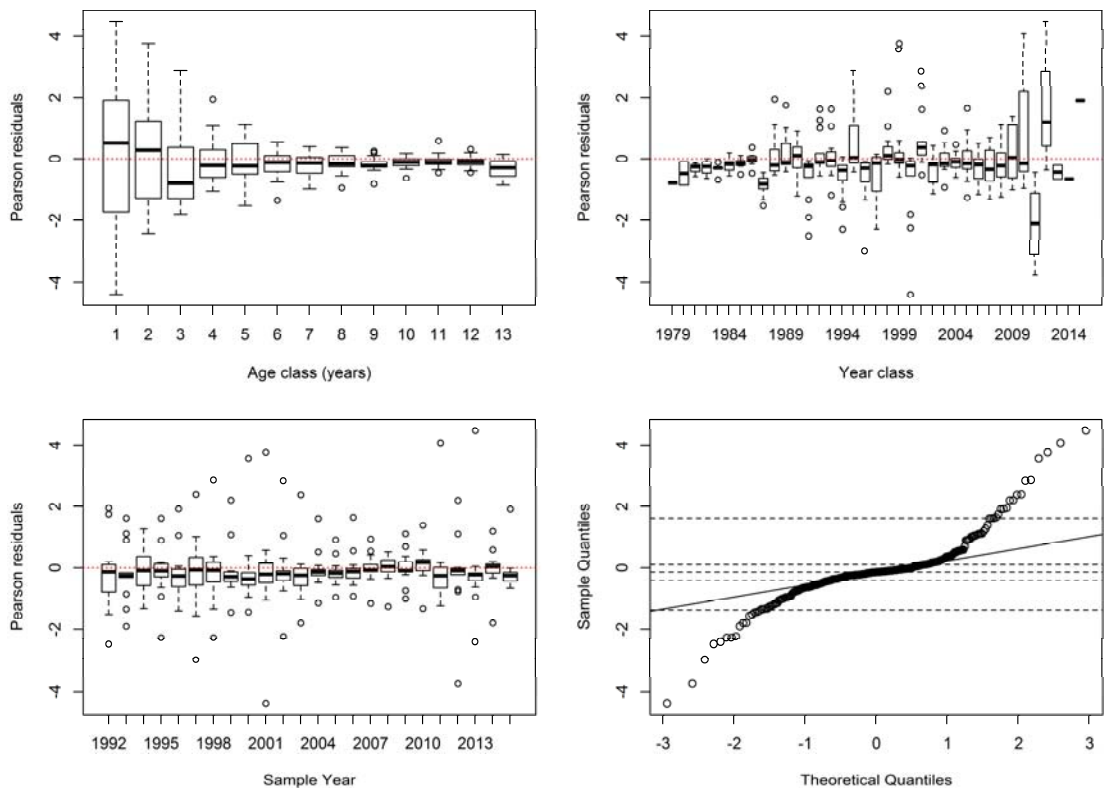 Pearson residuals
4
2
0
-2
-4
1 2 3 4 5 6 7 8 9 10 11 12 13
Age class (years)
Pearson residuals
4
2
0
-2
-4
1979 1984 1989 1994 1999 2004 2009 2014
Year class
Pearson residuals
4
2
0
-2
-4
1992 1995 1998 2001 2004 2007 2010 2013
Sample Year
Sample Quantiles
4
2
0
-2
-4
-3 -2 -1 0 1 2 3
Theoretical Quantiles